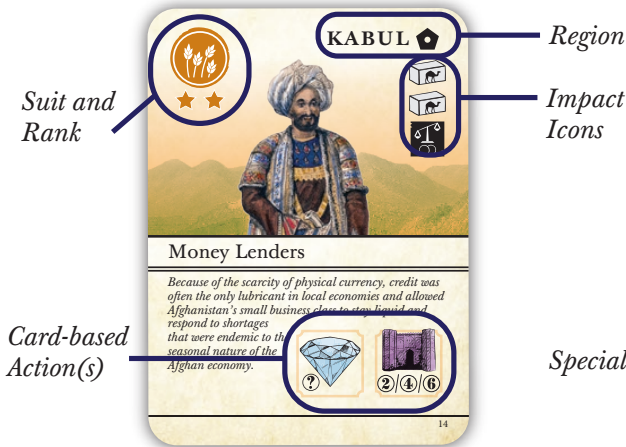 KABUL
Region
Suit and
Rank
Impact
Icons
Money Lenders
Because of the scarcity of physical currency, credit was
often the only lubricant in local economies and allowed
Afghanistan's small business class to stay liquid and
respond to shortages
that were endemic to the
seasonal nature of the
Afghan economy.
Card-based
Action(s)
?
2/4/6
Special
14